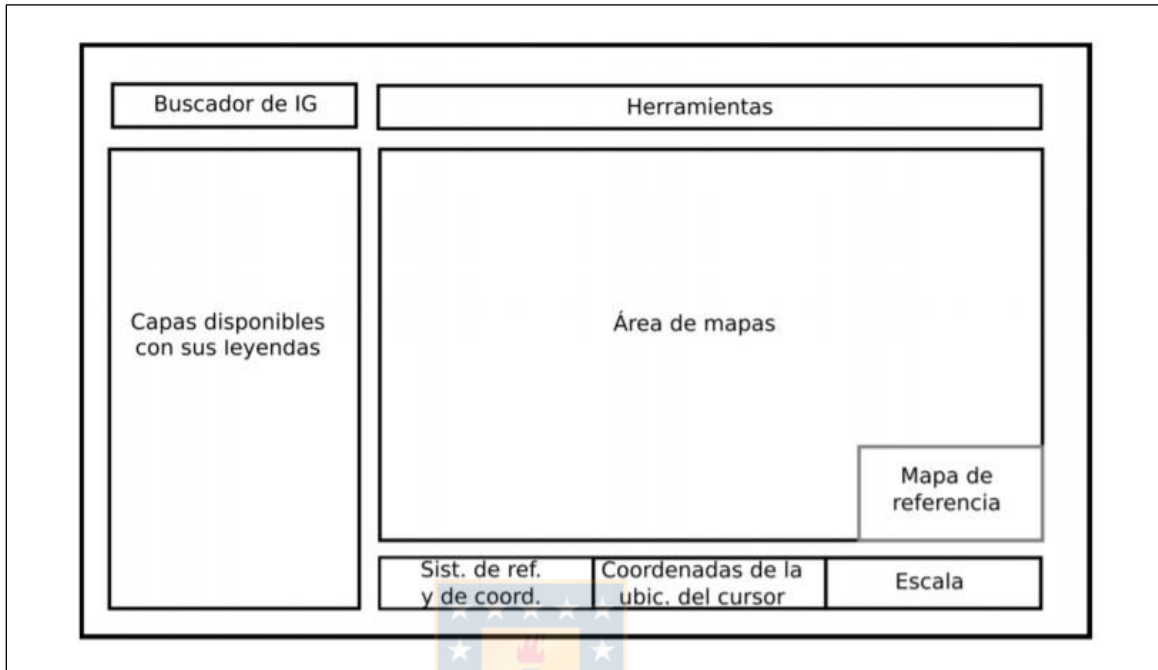 Buscador de IG
Herramientas
Capas disponibles
con sus leyendas
Área de mapas
Mapa de
referencia
Sist. de ref.
y de coord.
Coordenadas de la
ubic. del cursor
Escala